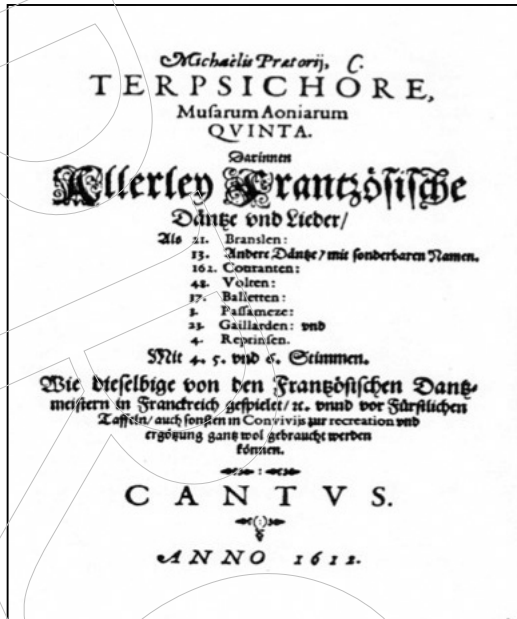 Michaëlis Prætorij, C.
TERPSICHORE,
Musarum Aoniarum
QVINTA.
Darinnen
Allerley Frantzösische
Däntze vnd Lieder/
Als 21. Branslen:
13. Andere Däntze/ mit sonderbaren Namen.
162. Couranten:
48. Volten:
37. Balletten:
3. Passameze:
23. Gaillarden: vnd
4. Reprinsen.
Mit 4. 5. vnd 6. Stimmen.
Wie dieselbige von den Frantzösischen Dantz-
meistern in Franckreich gespielet/ ꝛc. vnnd vor Fürstlichen
Taffeln/ auch sonsten in Convivijs zur recreation vnd
ergötzung gantz wol gebraucht werden
können.
CANTVS.
ANNO 1612.